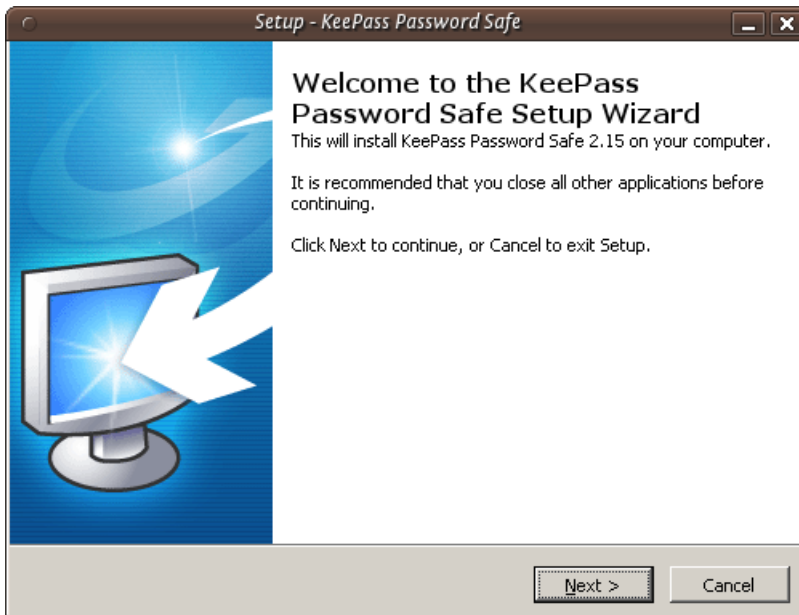 Setup - KeePass Password Safe
Welcome to the KeePass
Password Safe Setup Wizard
This will install KeePass Password Safe 2.15 on your computer.
It is recommended that you close all other applications before
continuing.
Click Next to continue, or Cancel to exit Setup.
Next >
Cancel